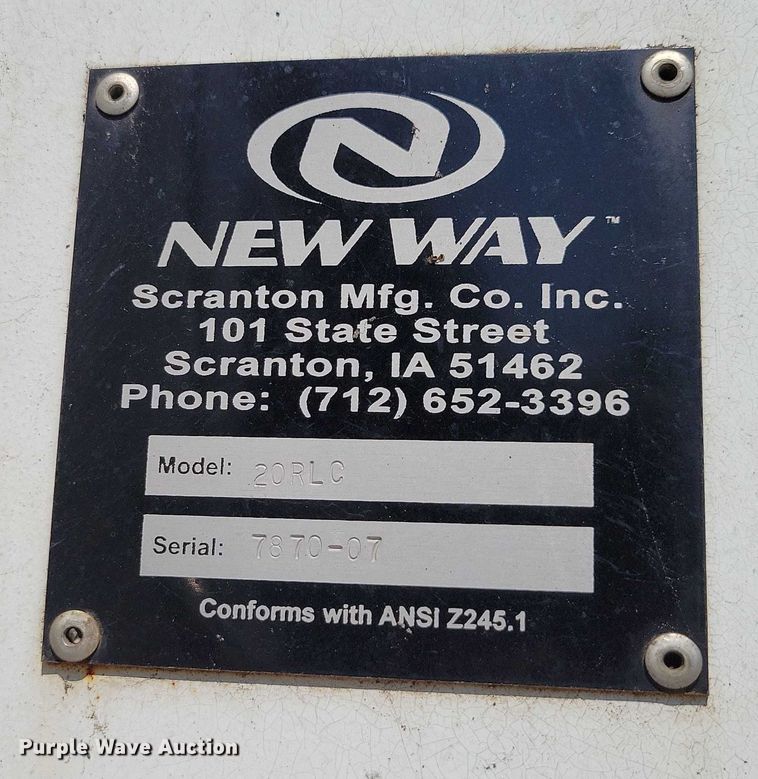 NEW WAY™
Scranton Mfg. Co. Inc.
101 State Street
Scranton, IA 51462
Phone: (712) 652-3396
Model: 20RLC
Serial: 7870-07
Conforms with ANSI Z245.1
Purple Wave Auction